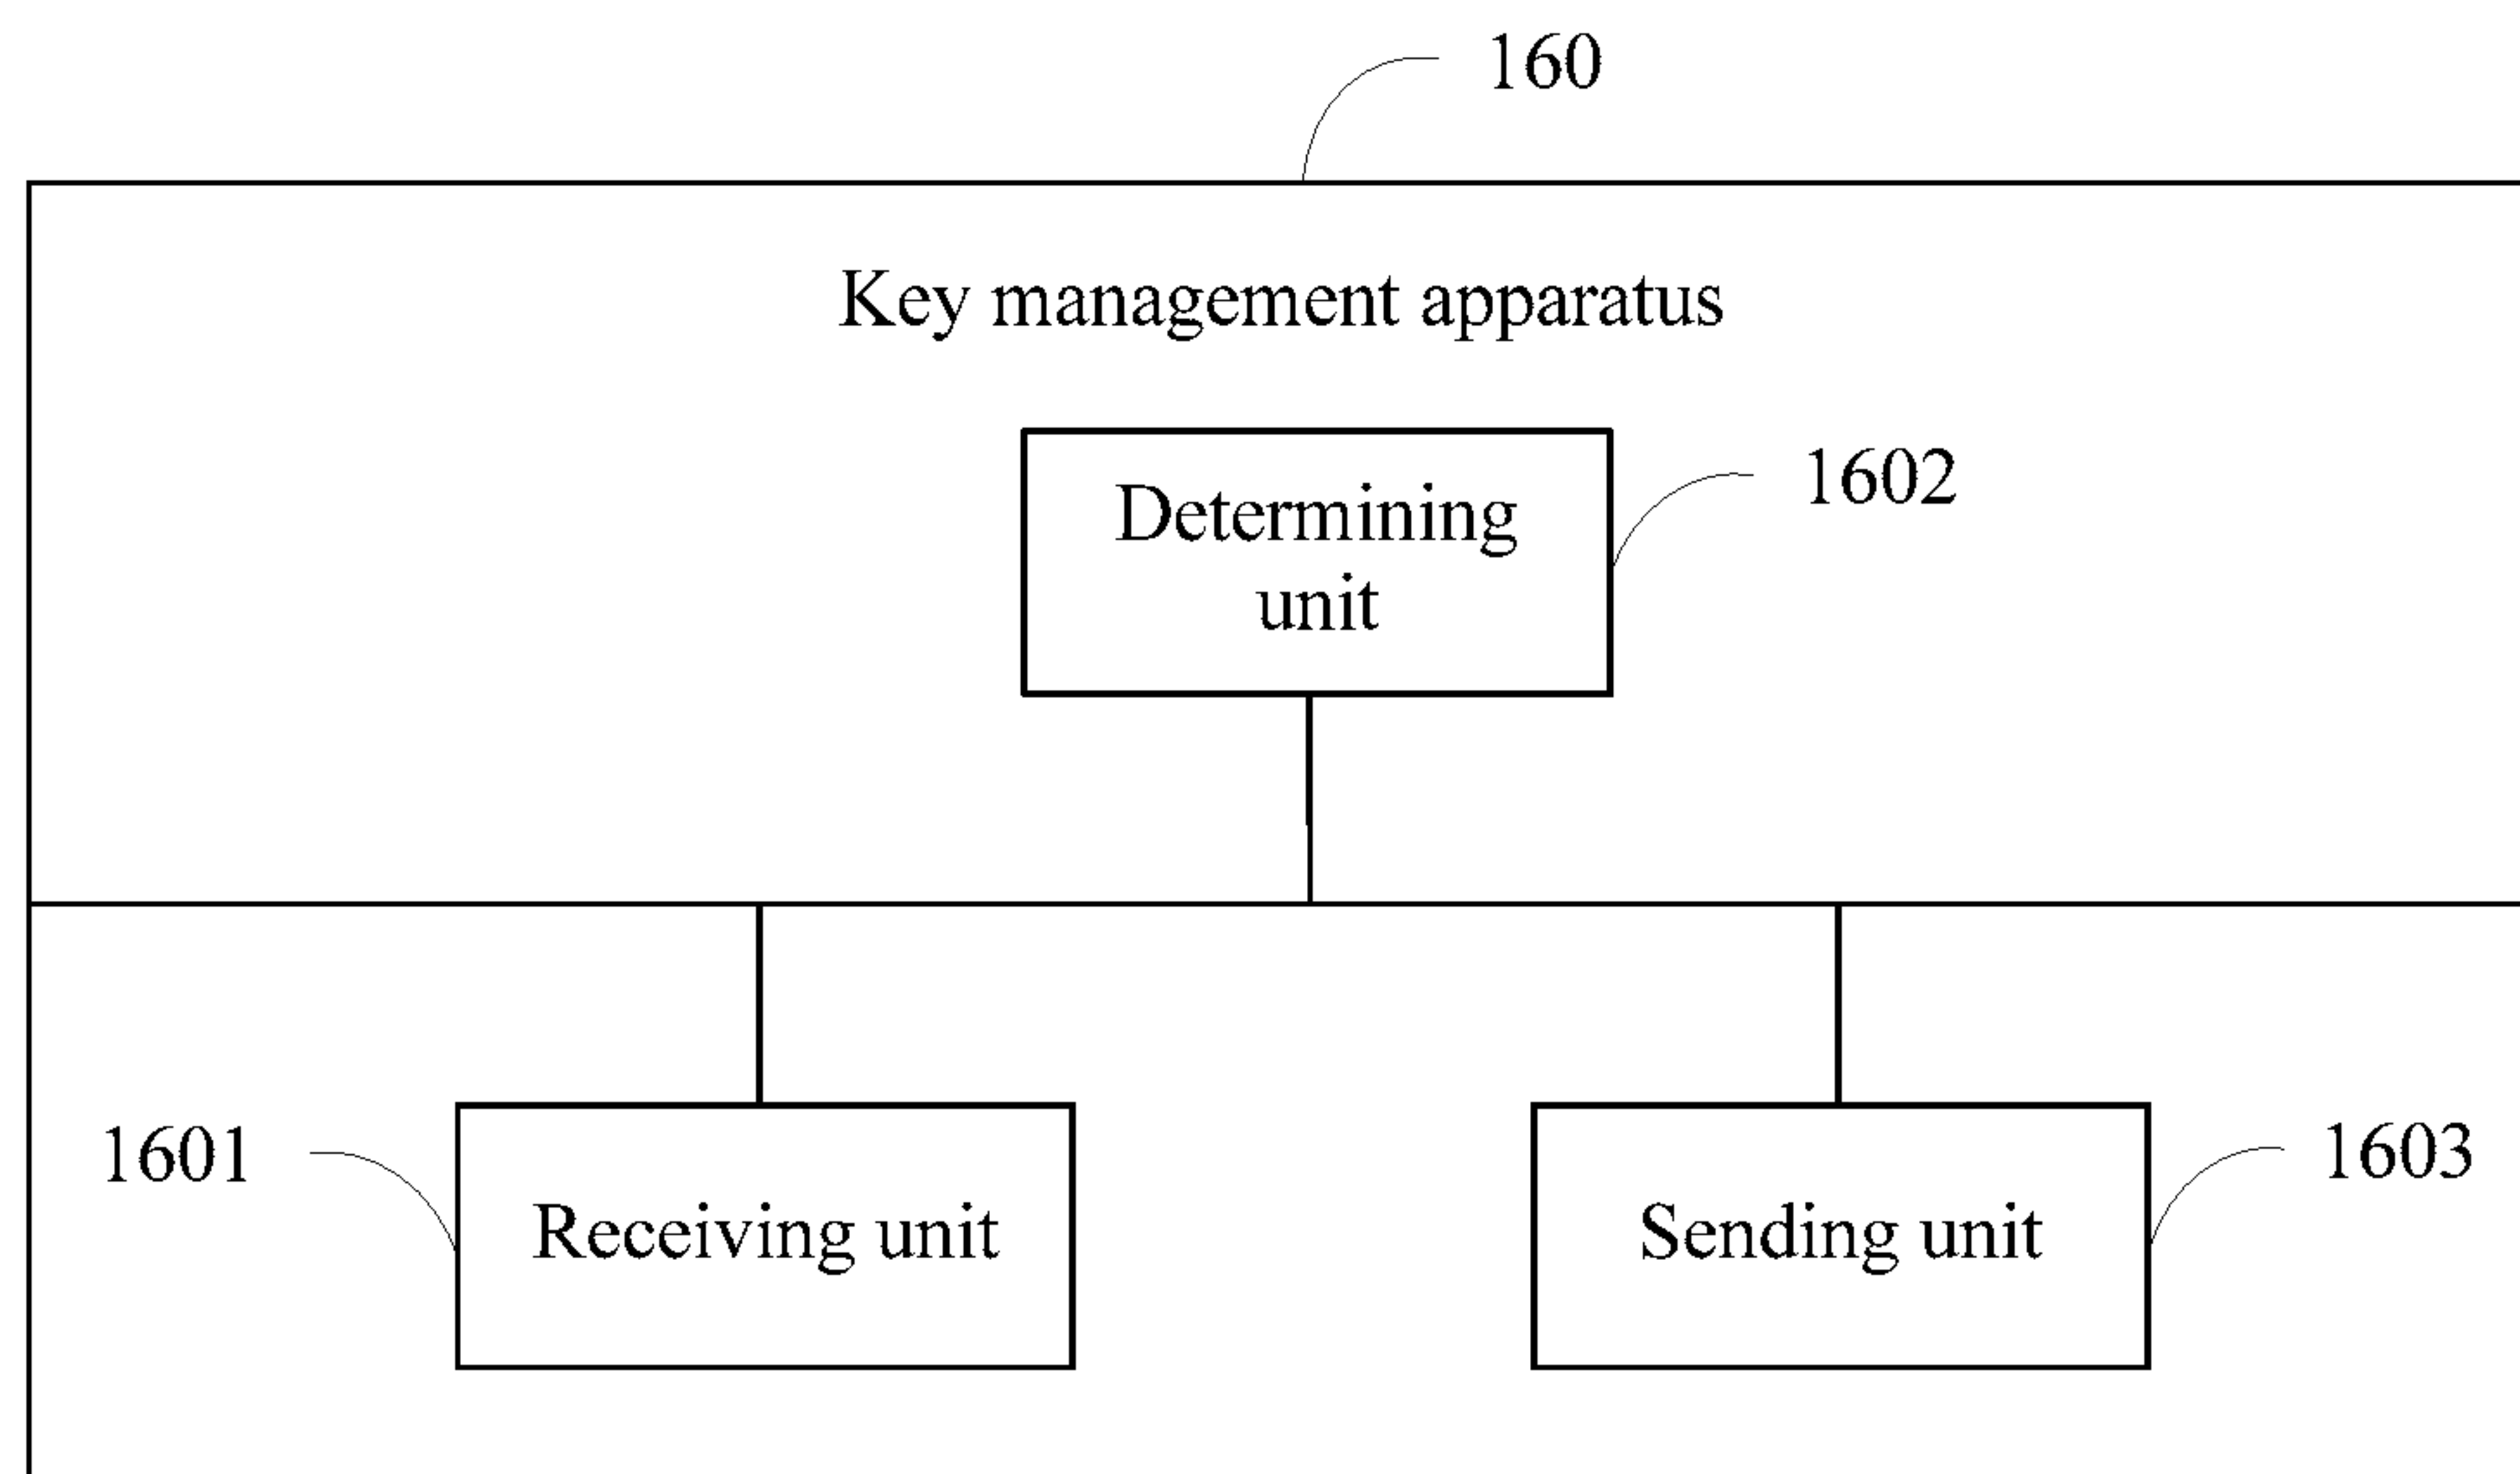 160
Key management apparatus
Determining
unit
1602
1601
Receiving unit
Sending unit
1603